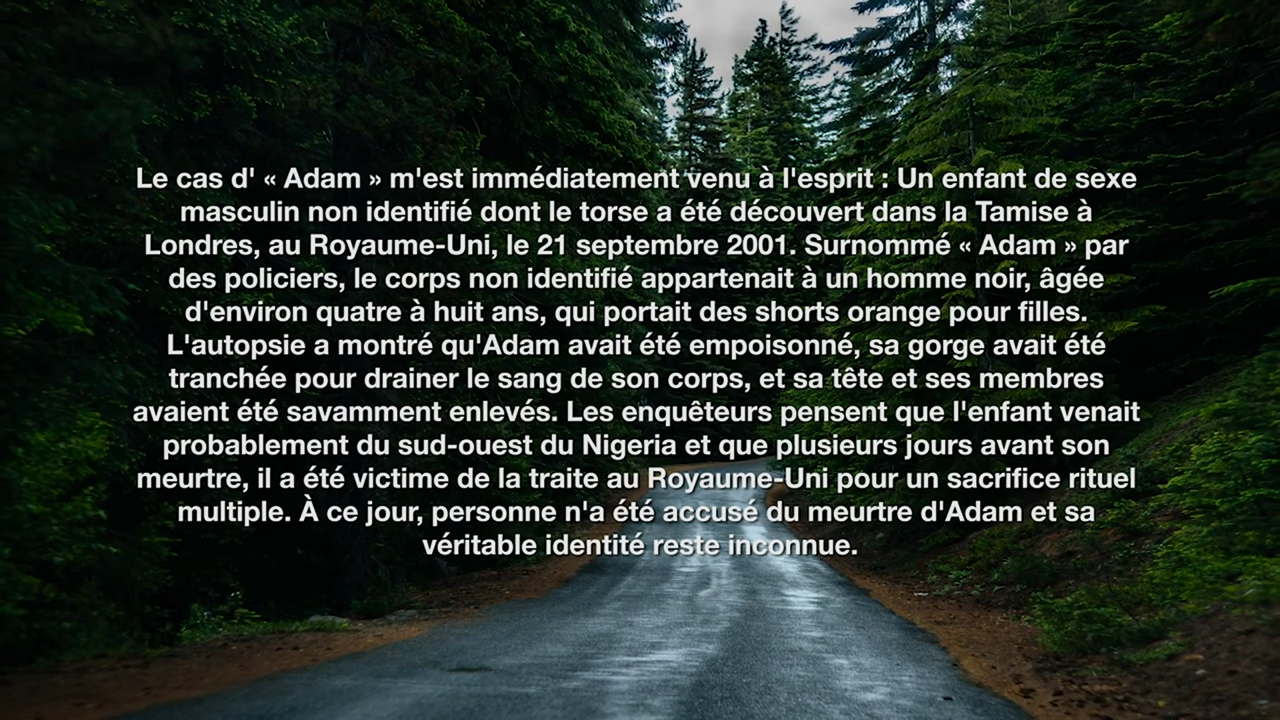 Le cas d' « Adam » m'est immédiatement venu à l'esprit : Un enfant de sexe
masculin non identifié dont le torse a été découvert dans la Tamise à
Londres, au Royaume-Uni, le 21 septembre 2001. Surnommé « Adam » par
des policiers, le corps non identifié appartenait à un homme noir, âgée
d'environ quatre à huit ans, qui portait des shorts orange pour filles.
L'autopsie a montré qu'Adam avait été empoisonné, sa gorge avait été
tranchée pour drainer le sang de son corps, et sa tête et ses membres
avaient été savamment enlevés. Les enquêteurs pensent que l'enfant venait
probablement du sud-ouest du Nigeria et que plusieurs jours avant son
meurtre, il a été victime de la traite au Royaume-Uni pour un sacrifice rituel
multiple. À ce jour, personne n'a été accusé du meurtre d'Adam et sa
véritable identité reste inconnue.